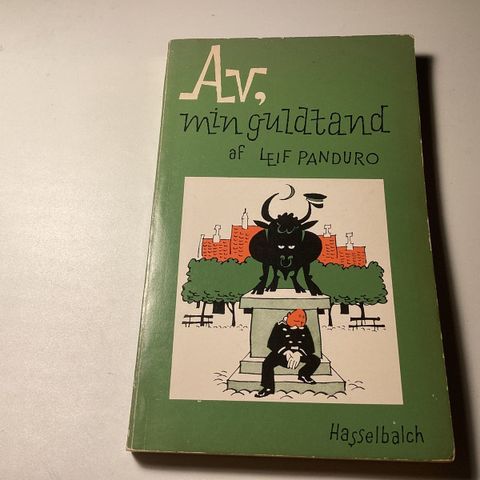 Av,
min guldtand
af LEIF PANDURO
Hasselbalch